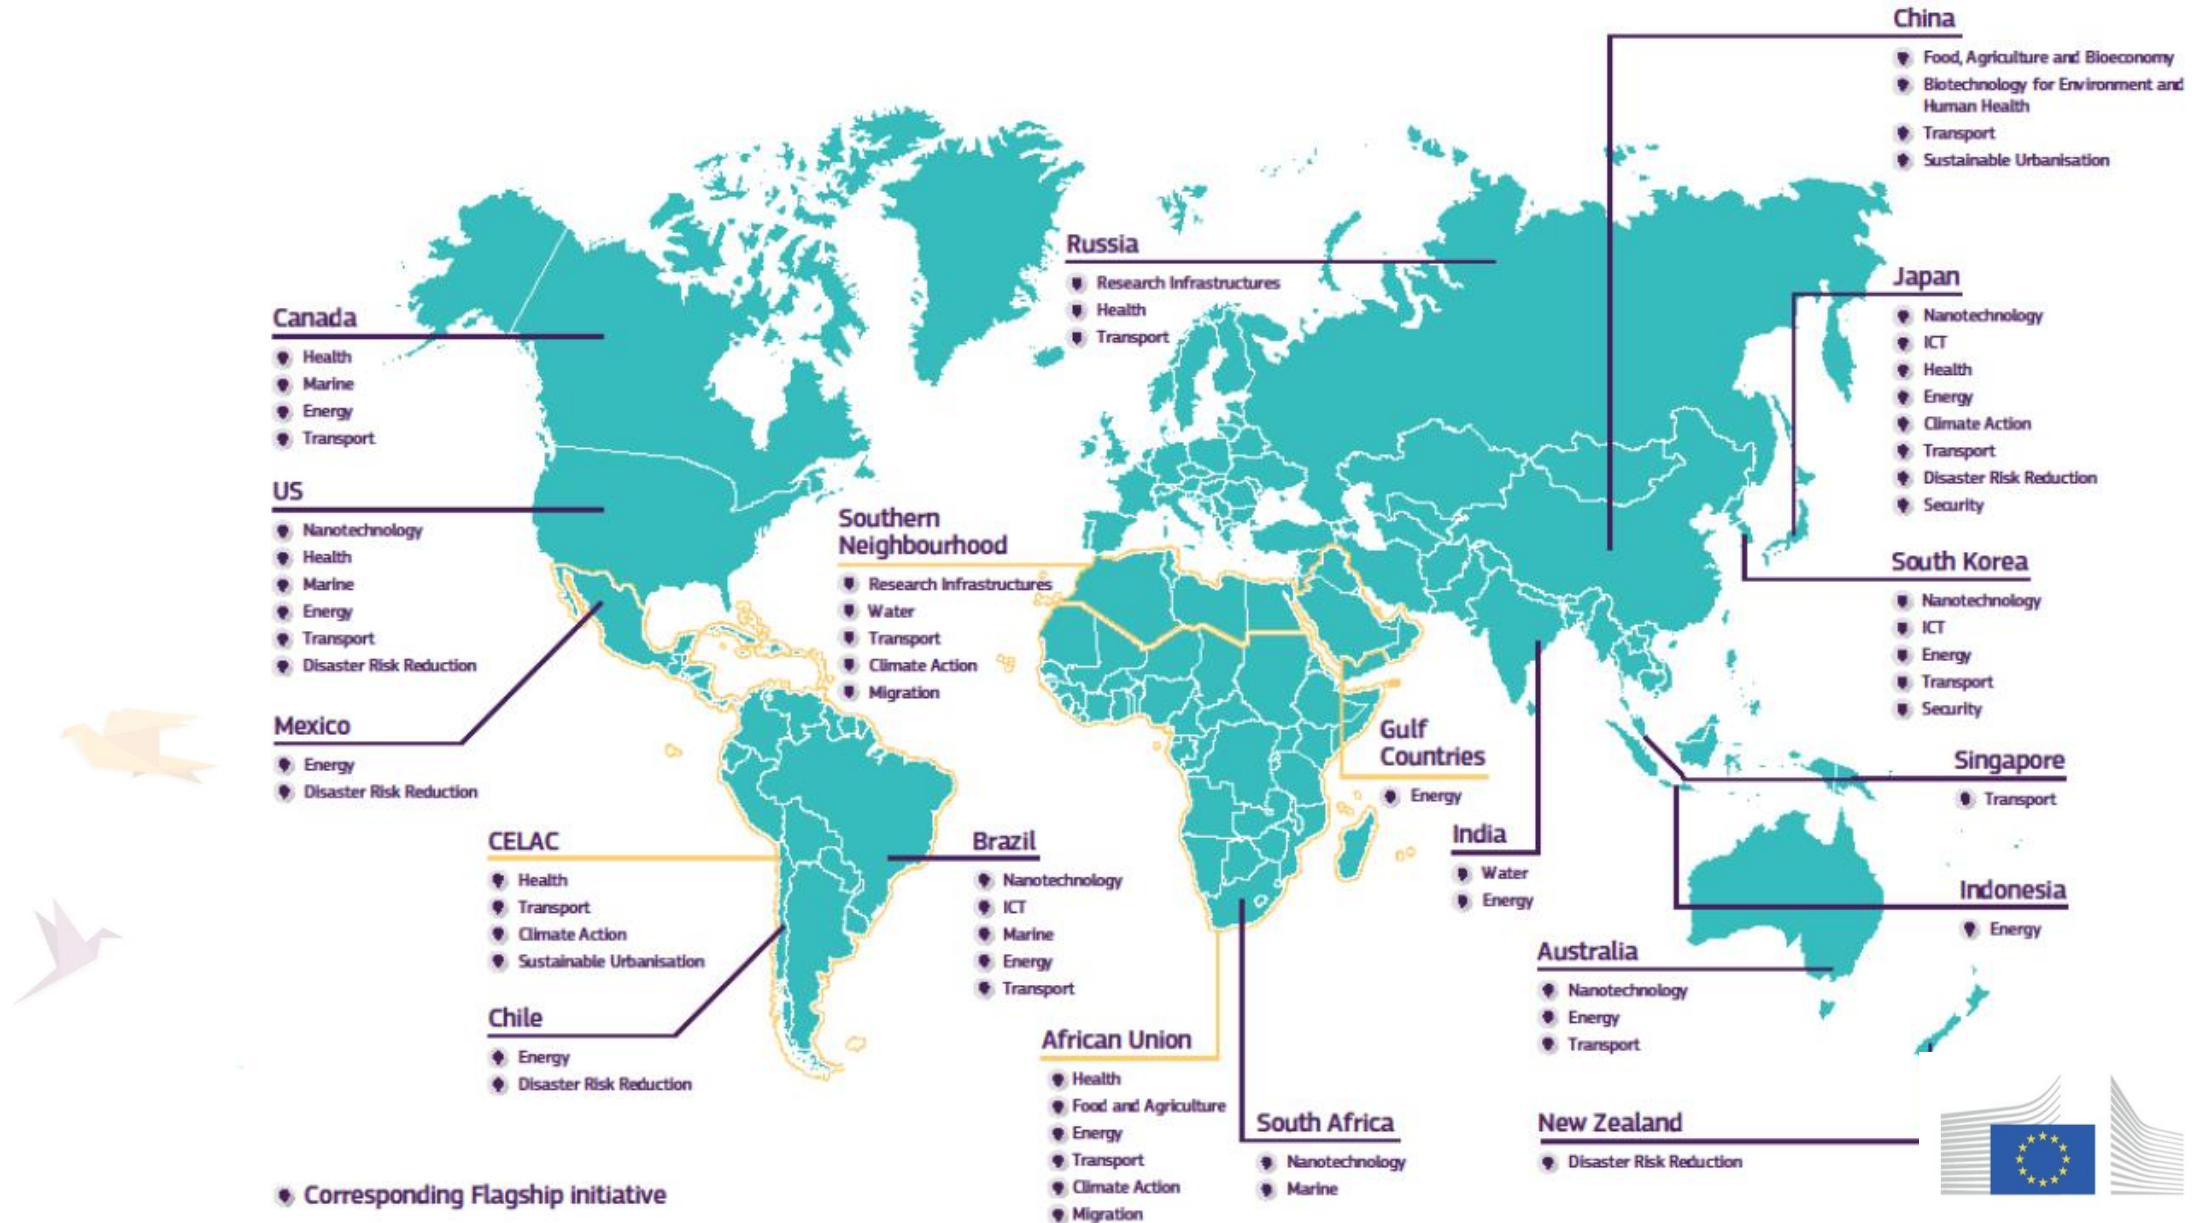 China
Food, Agriculture and Bioeconomy
Biotechnology for Environment and
Human Health
Transport
Sustainable Urbanisation
Russia
Research Infrastructures
Health
Transport
Japan
Nanotechnology
ICT
Health
Energy
Climate Action
Transport
Disaster Risk Reduction
Security
Canada
Health
Marine
Energy
Transport
US
Nanotechnology
Health
Marine
Energy
Transport
Disaster Risk Reduction
Southern
Neighbourhood
Research Infrastructures
Water
Transport
Climate Action
Migration
South Korea
Nanotechnology
ICT
Energy
Transport
Security
Mexico
Energy
Disaster Risk Reduction
Gulf
Countries
Energy
Singapore
Transport
CELAC
Health
Transport
Climate Action
Sustainable Urbanisation
Brazil
Nanotechnology
ICT
Marine
Energy
Transport
India
Water
Energy
Indonesia
Energy
Australia
Nanotechnology
Energy
Transport
Chile
Energy
Disaster Risk Reduction
African Union
Health
Food and Agriculture
Energy
Transport
Climate Action
Migration
South Africa
Nanotechnology
Marine
New Zealand
Disaster Risk Reduction
Corresponding Flagship initiative